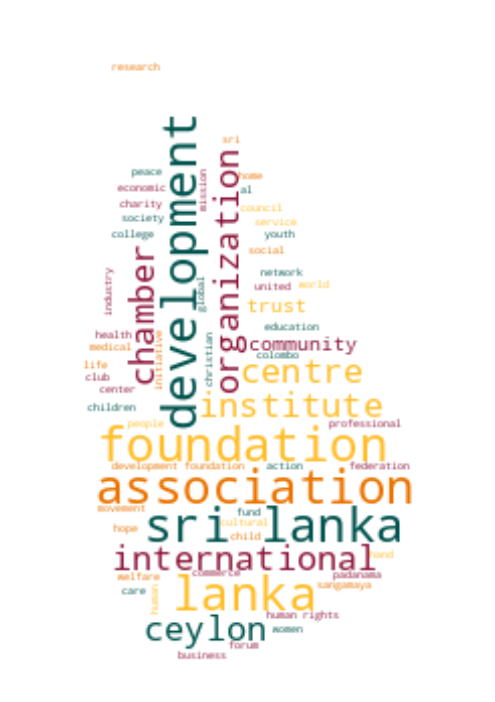 research
development
sri
organization
peace
mission
home
economic
al
charity
council
society
service
college
youth
chamber
social
industry
global
network
united
world
trust
education
health
initiative
christian
community
medical
colombo
life
centre
club
center
institute
children
people
professional
foundation
development foundation
action
federation
association
movement
fund
sri lanka
cultural
hope
child
international
hand
welfare
commerce
padanama
care
human
lanka
sangamaya
human rights
ceylon
women
forum
business